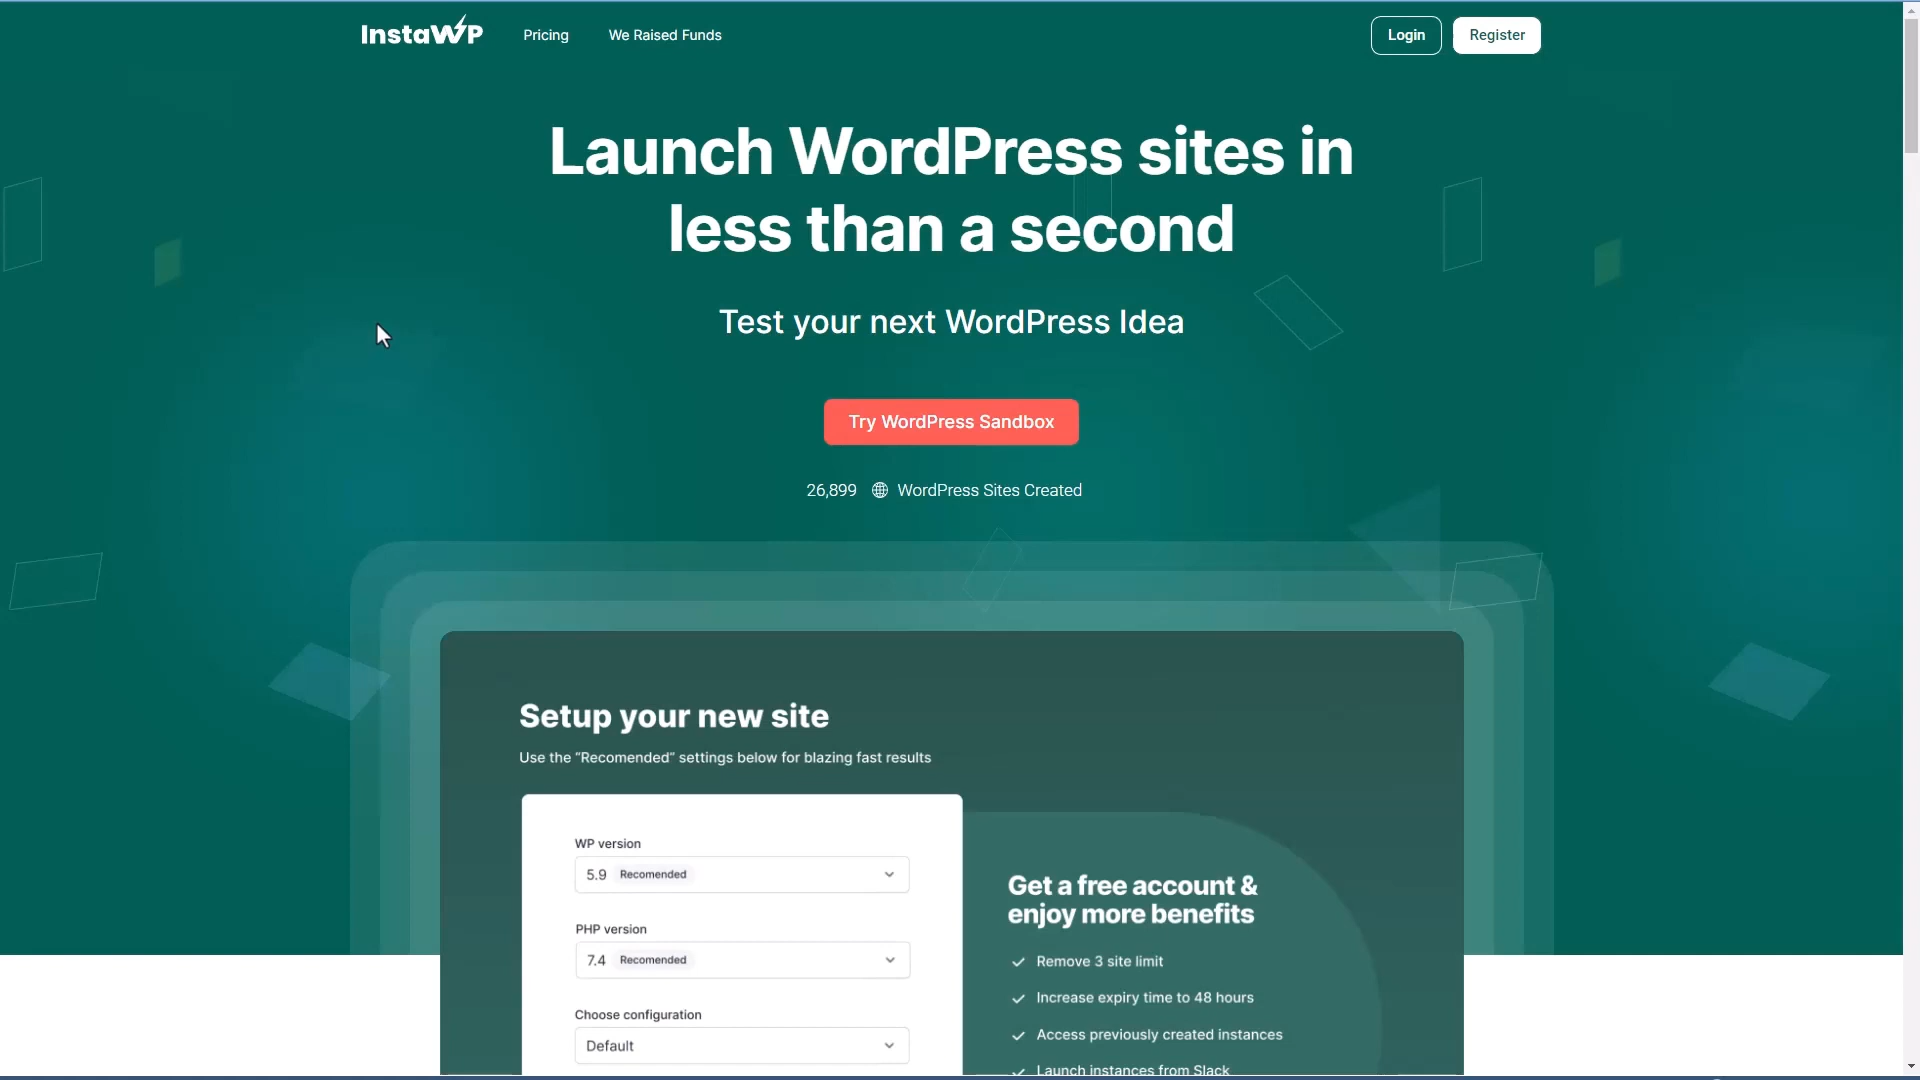 InstaWP
Pricing
We Raised Funds
Login
Register
Launch WordPress sites in
less than a second
Test your next WordPress Idea
Try WordPress Sandbox
26,899 WordPress Sites Created
Setup your new site
Use the “Recomended” settings below for blazing fast results
WP version
5.9 Recomended
PHP version
7.4 Recomended
Choose configuration
Default
Get a free account &
enjoy more benefits
Remove 3 site limit
Increase expiry time to 48 hours
Access previously created instances
Launch instances from Slack